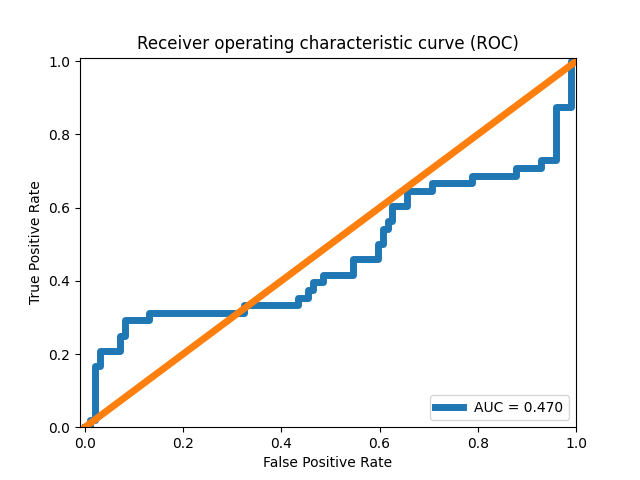 Receiver operating characteristic curve (ROC)
True Positive Rate
1.0
0.8
0.6
0.4
0.2
0.0
0.0 0.2 0.4 0.6 0.8 1.0
False Positive Rate
AUC = 0.470